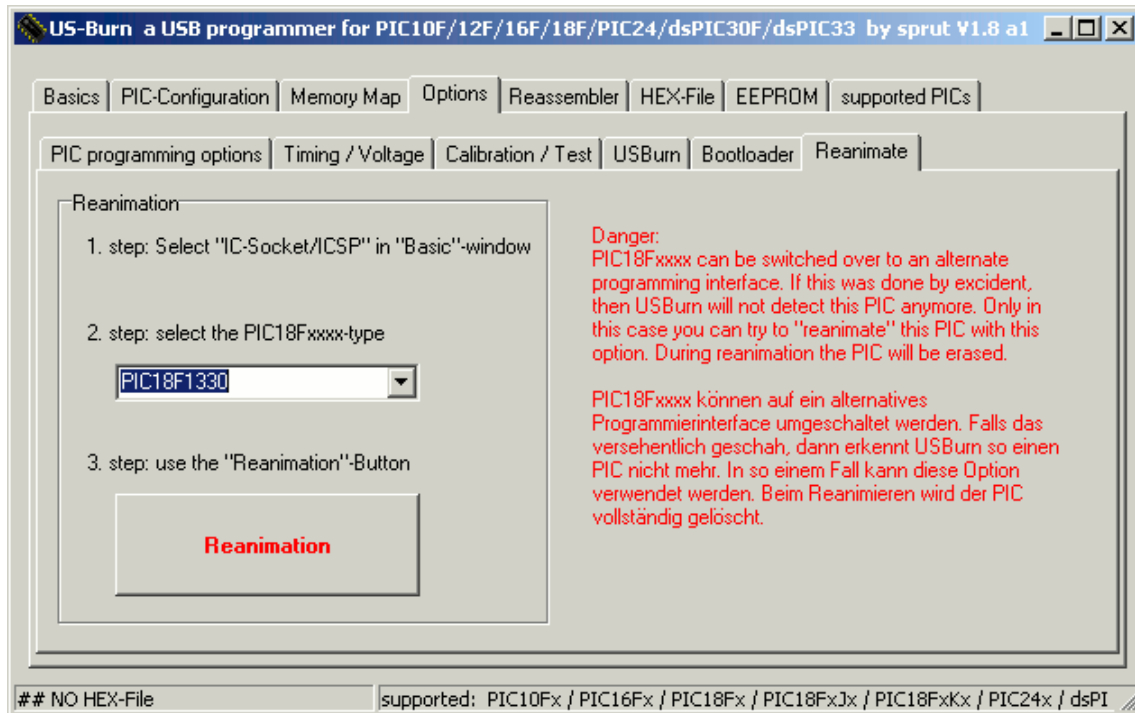 US-Burn a USB programmer for PIC10F/12F/16F/18F/PIC24/dsPIC30F/dsPIC33 by sprut V1.8 a1
Basics PIC-Configuration Memory Map Options Reassembler HEX-File EEPROM supported PICs
PIC programming options Timing / Voltage Calibration / Test USBurn Bootloader Reanimate
Reanimation
1. step: Select "IC-Socket/ICSP" in "Basic"-window
2. step: select the PIC18Fxxxx-type
PIC18F1330
3. step: use the "Reanimation"-Button
Reanimation
Danger:
PIC18Fxxxx can be switched over to an alternate
programming interface. If this was done by excident,
then USBurn will not detect this PIC anymore. Only in
this case you can try to "reanimate" this PIC with this
option. During reanimation the PIC will be erased.
PIC18Fxxxx können auf ein alternatives
Programmierinterface umgeschaltet werden. Falls das
versehentlich geschah, dann erkennt USBurn so einen
PIC nicht mehr. In so einem Fall kann diese Option
verwendet werden. Beim Reanimieren wird der PIC
vollständig gelöscht.
## NO HEX-File
supported: PIC10Fx / PIC16Fx / PIC18Fx / PIC18FxJx / PIC18FxKx / PIC24x / dsPI